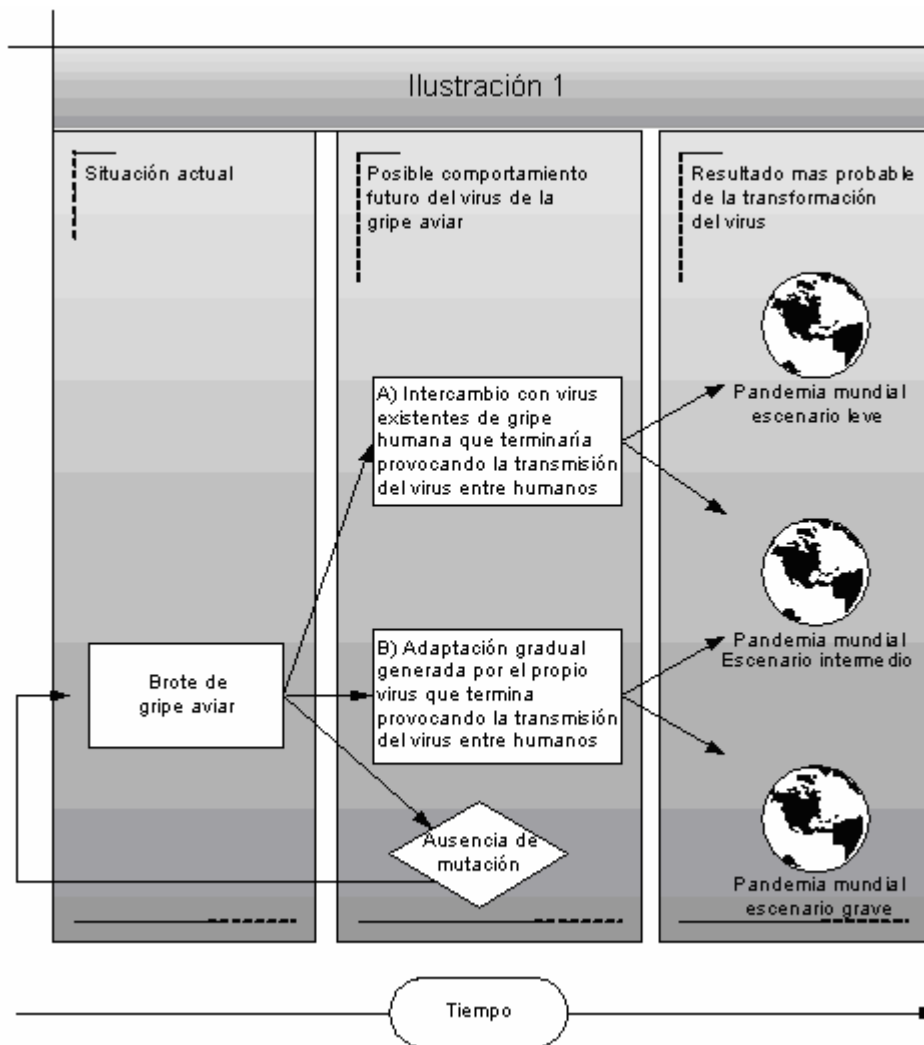 Ilustración 1
Situación actual
Posible comportamiento
futuro del virus de la
gripe aviar
Resultado mas probable
de la transformación
del virus
Pandemia mundial
escenario leve
A) Intercambio con virus
existentes de gripe
humana que terminaría
provocando la transmisión
del virus entre humanos
Pandemia mundial
Escenario intermedio
Brote de
gripe aviar
B) Adaptación gradual
generada por el propio
virus que termina
provocando la transmisión
del virus entre humanos
Ausencia de
mutación
Pandemia mundial
escenario grave
Tiempo